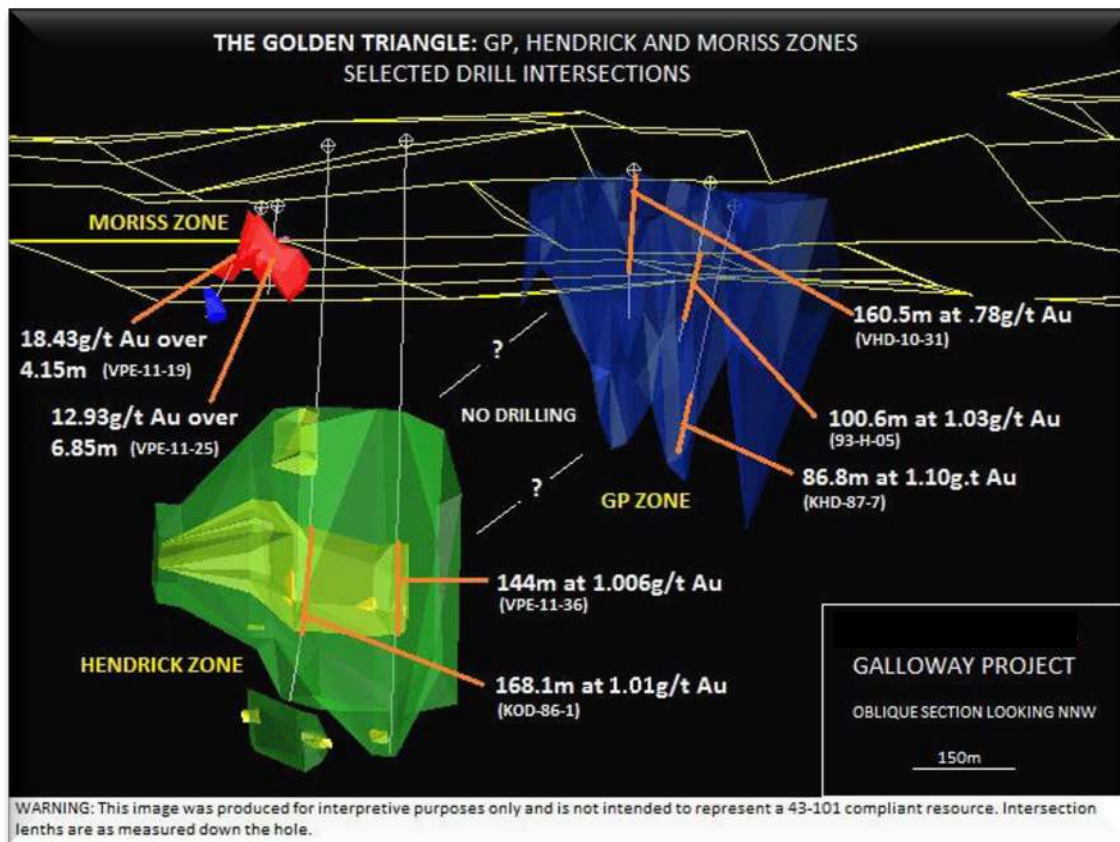 THE GOLDEN TRIANGLE: GP, HENDRICK AND MORISS ZONES
SELECTED DRILL INTERSECTIONS
MORISS ZONE
18.43g/t Au over
4.15m (VPE-11-19)
12.93g/t Au over
6.85m (VPE-11-25)
?
NO DRILLING
?
GP ZONE
160.5m at .78g/t Au
(VHD-10-31)
100.6m at 1.03g/t Au
(93-H-05)
86.8m at 1.10g.t Au
(KHD-87-7)
144m at 1.006g/t Au
(VPE-11-36)
HENDRICK ZONE
168.1m at 1.01g/t Au
(KOD-86-1)
GALLOWAY PROJECT
OBLIQUE SECTION LOOKING NNW
150m
WARNING: This image was produced for interpretive purposes only and is not intended to represent a 43-101 compliant resource. Intersection
lenths are as measured down the hole.